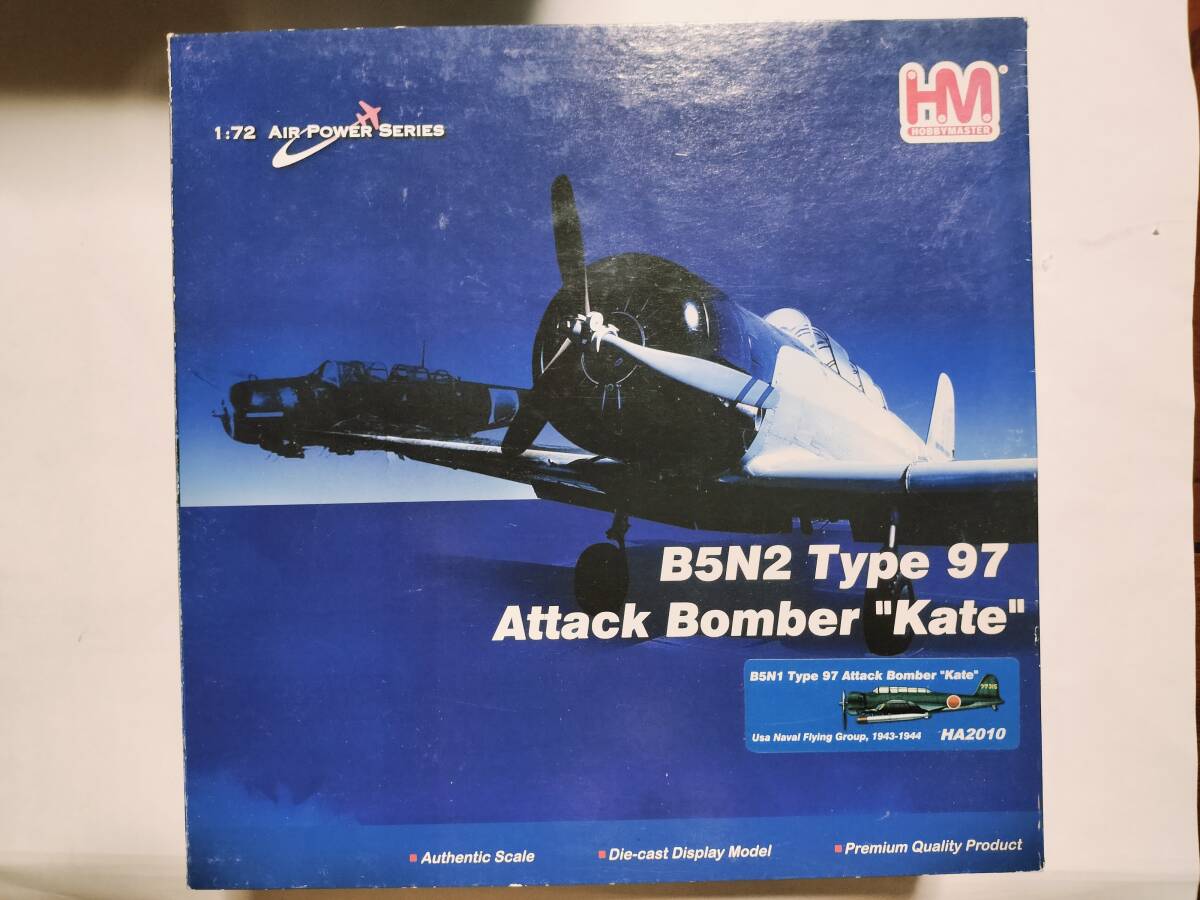 1:72 AIR POWER SERIES
HM
HOBBYMASTER
B5N2 Type 97
Attack Bomber "Kate"
B5N1 Type 97 Attack Bomber "Kate"
Usa Naval Flying Group, 1943-1944 HA2010
Authentic Scale
Die-cast Display Model
Premium Quality Product